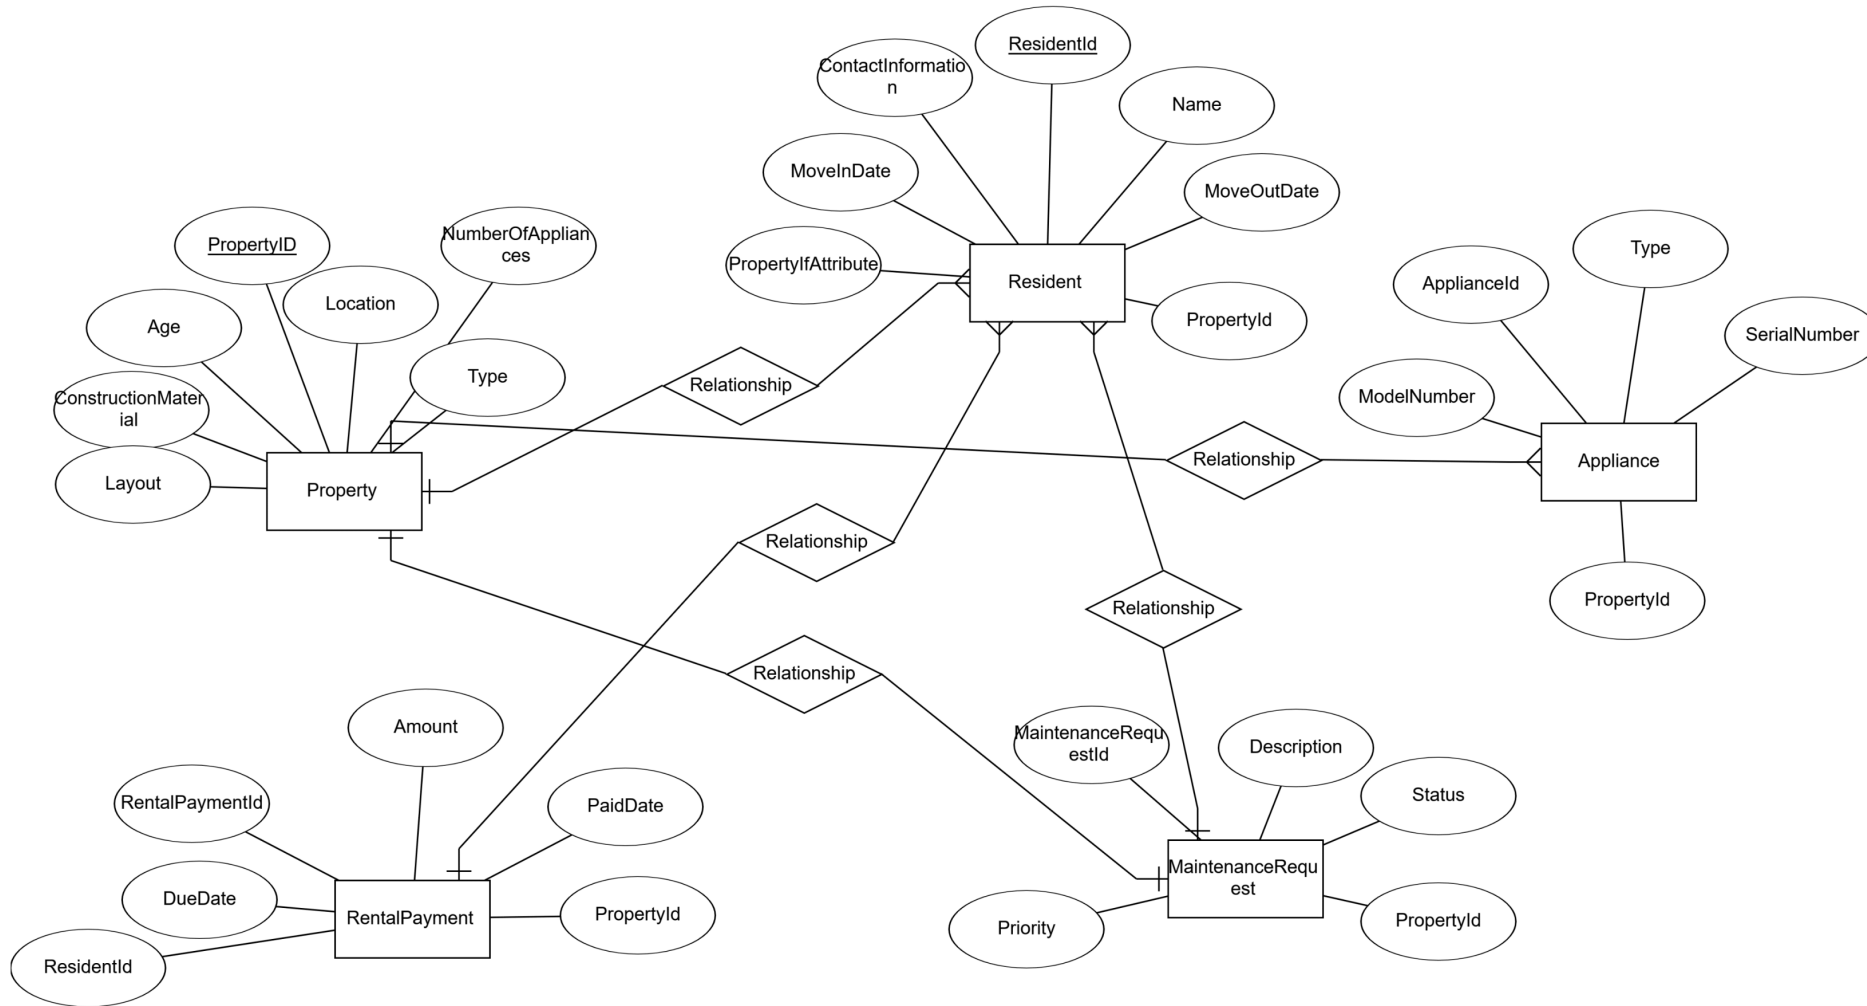 ResidentId
ContactInformatio
n
Name
MoveInDate
MoveOutDate
PropertyID
NumberOfApplian
ces
PropertyIfAttribute
Resident
Type
ApplianceId
Location
PropertyId
Age
SerialNumber
Type
Relationship
ModelNumber
ConstructionMater
ial
Layout
Property
Relationship
Appliance
Relationship
PropertyId
Relationship
Relationship
Amount
MaintenanceRequ
estId
Description
RentalPaymentId
PaidDate
Status
DueDate
MaintenanceRequ
est
RentalPayment
PropertyId
Priority
PropertyId
ResidentId